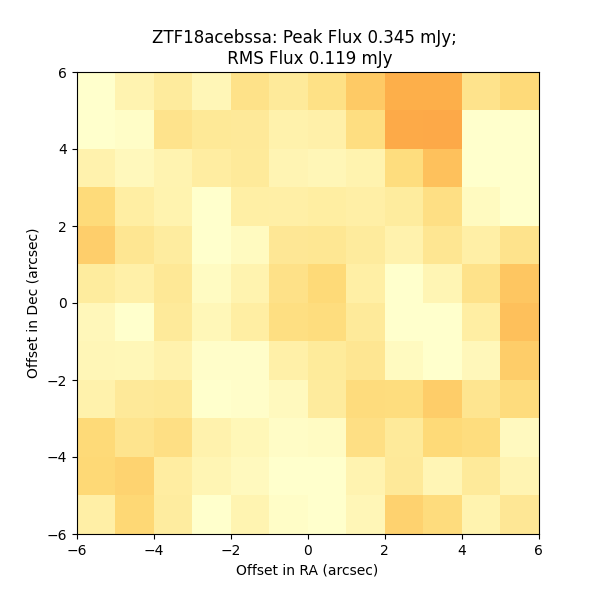 ZTF18acebssa: Peak Flux 0.345 mJy;
RMS Flux 0.119 mJy
6
4
2
0
−2
−4
−6
Offset in Dec (arcsec)
−6 −4 −2 0 2 4 6
Offset in RA (arcsec)